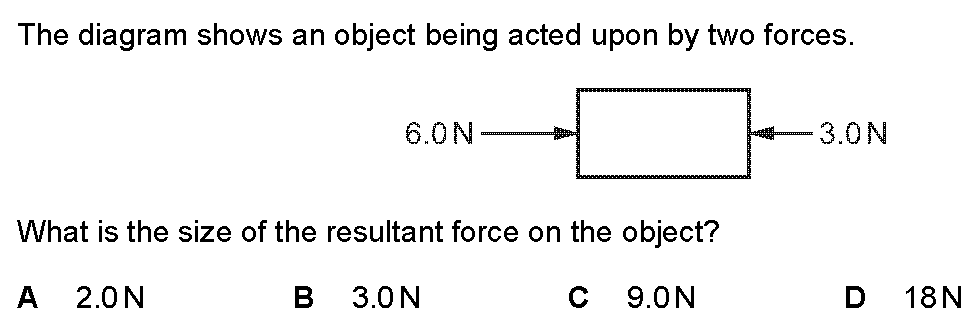 The diagram shows an object being acted upon by two forces.
6.0 N 3.0 N
What is the size of the resultant force on the object?
A 2.0 N B 3.0 N C 9.0 N D 18 N